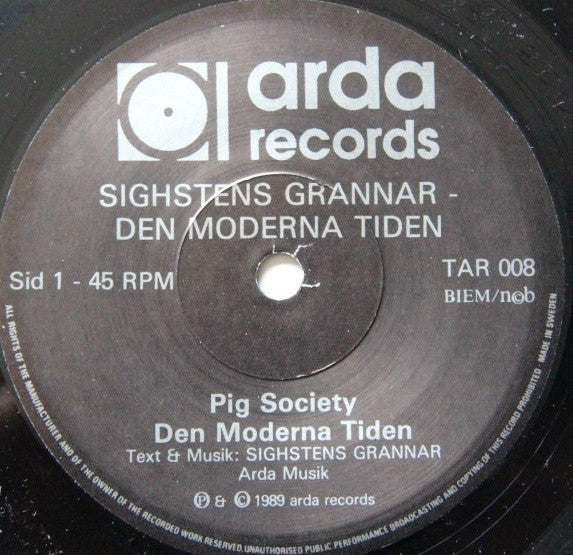 arda
records
SIGHSTENS GRANNAR -
DEN MODERNA TIDEN
Sid 1 - 45 RPM
TAR 008
BIEM/n©b
Pig Society
Den Moderna Tiden
Text & Musik: SIGHSTENS GRANNAR
Arda Musik
Ⓟ & © 1989 arda records
ALL RIGHTS OF THE MANUFACTURER AND OF THE OWNER OF THE RECORDED WORK RESERVED. UNAUTHORISED PUBLIC PERFORMANCE BROADCASTING AND COPYING OF THIS RECORD PROHIBITED. MADE IN SWEDEN